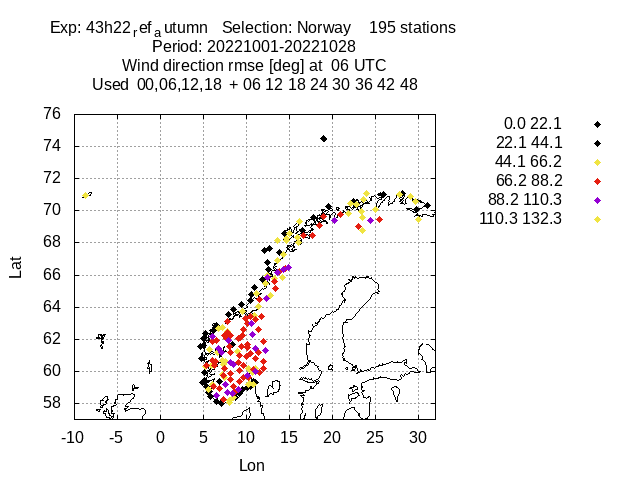 Exp: 43h22ref autumn Selection: Norway 195 stations
Period: 20221001-20221028
Wind direction rmse [deg] at 06 UTC
Used 00,06,12,18 + 06 12 18 24 30 36 42 48
0.0 22.1
22.1 44.1
44.1 66.2
66.2 88.2
88.2 110.3
110.3 132.3
76
74
72
70
68
66
64
62
60
58
Lat
-10 -5 0 5 10 15 20 25 30
Lon